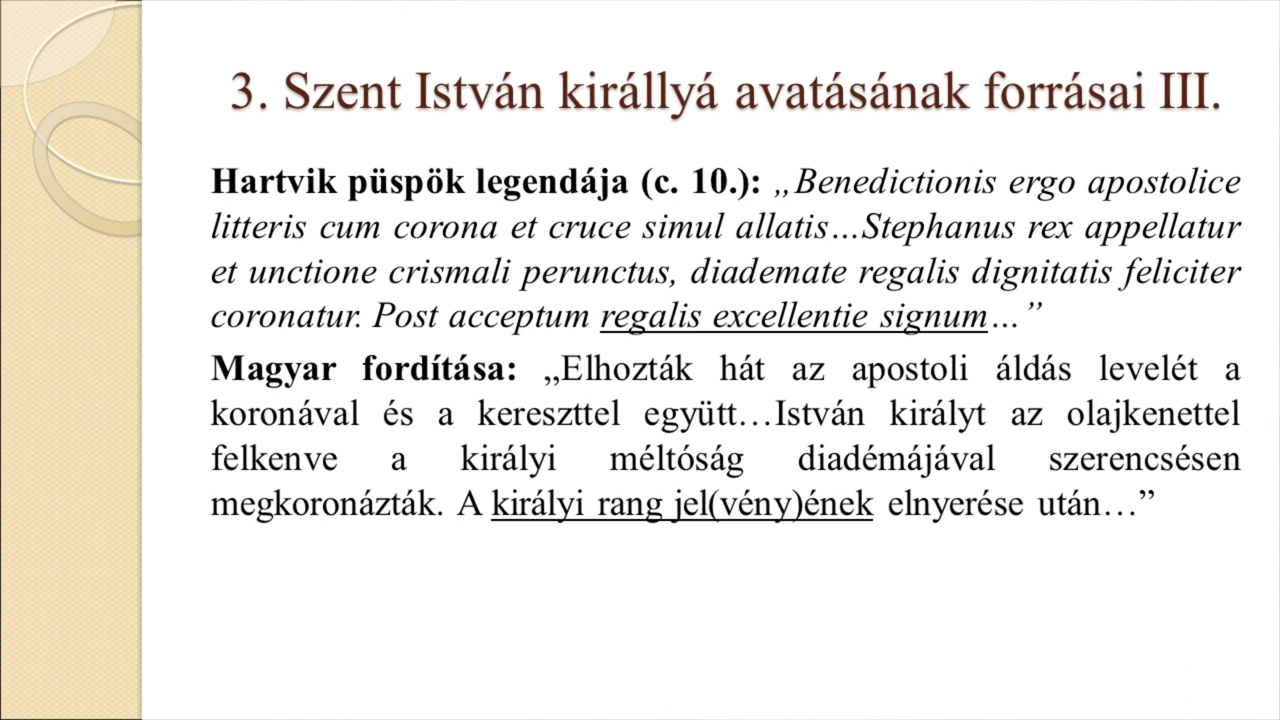 3. Szent István királlyá avatásának forrásai III.
Hartvik püspök legendája (c. 10.): „Benedictionis ergo apostolice
litteris cum corona et cruce simul allatis…Stephanus rex appellatur
et unctione crismali perunctus, diademate regalis dignitatis feliciter
coronatur. Post acceptum regalis excellentie signum…”
Magyar fordítása: „Elhozták hát az apostoli áldás levelét a
koronával és a kereszttel együtt…István királyt az olajkenettel
felkenve a királyi méltóság diadémájával szerencsésen
megkoronázták. A királyi rang jel(vény)ének elnyerése után…”